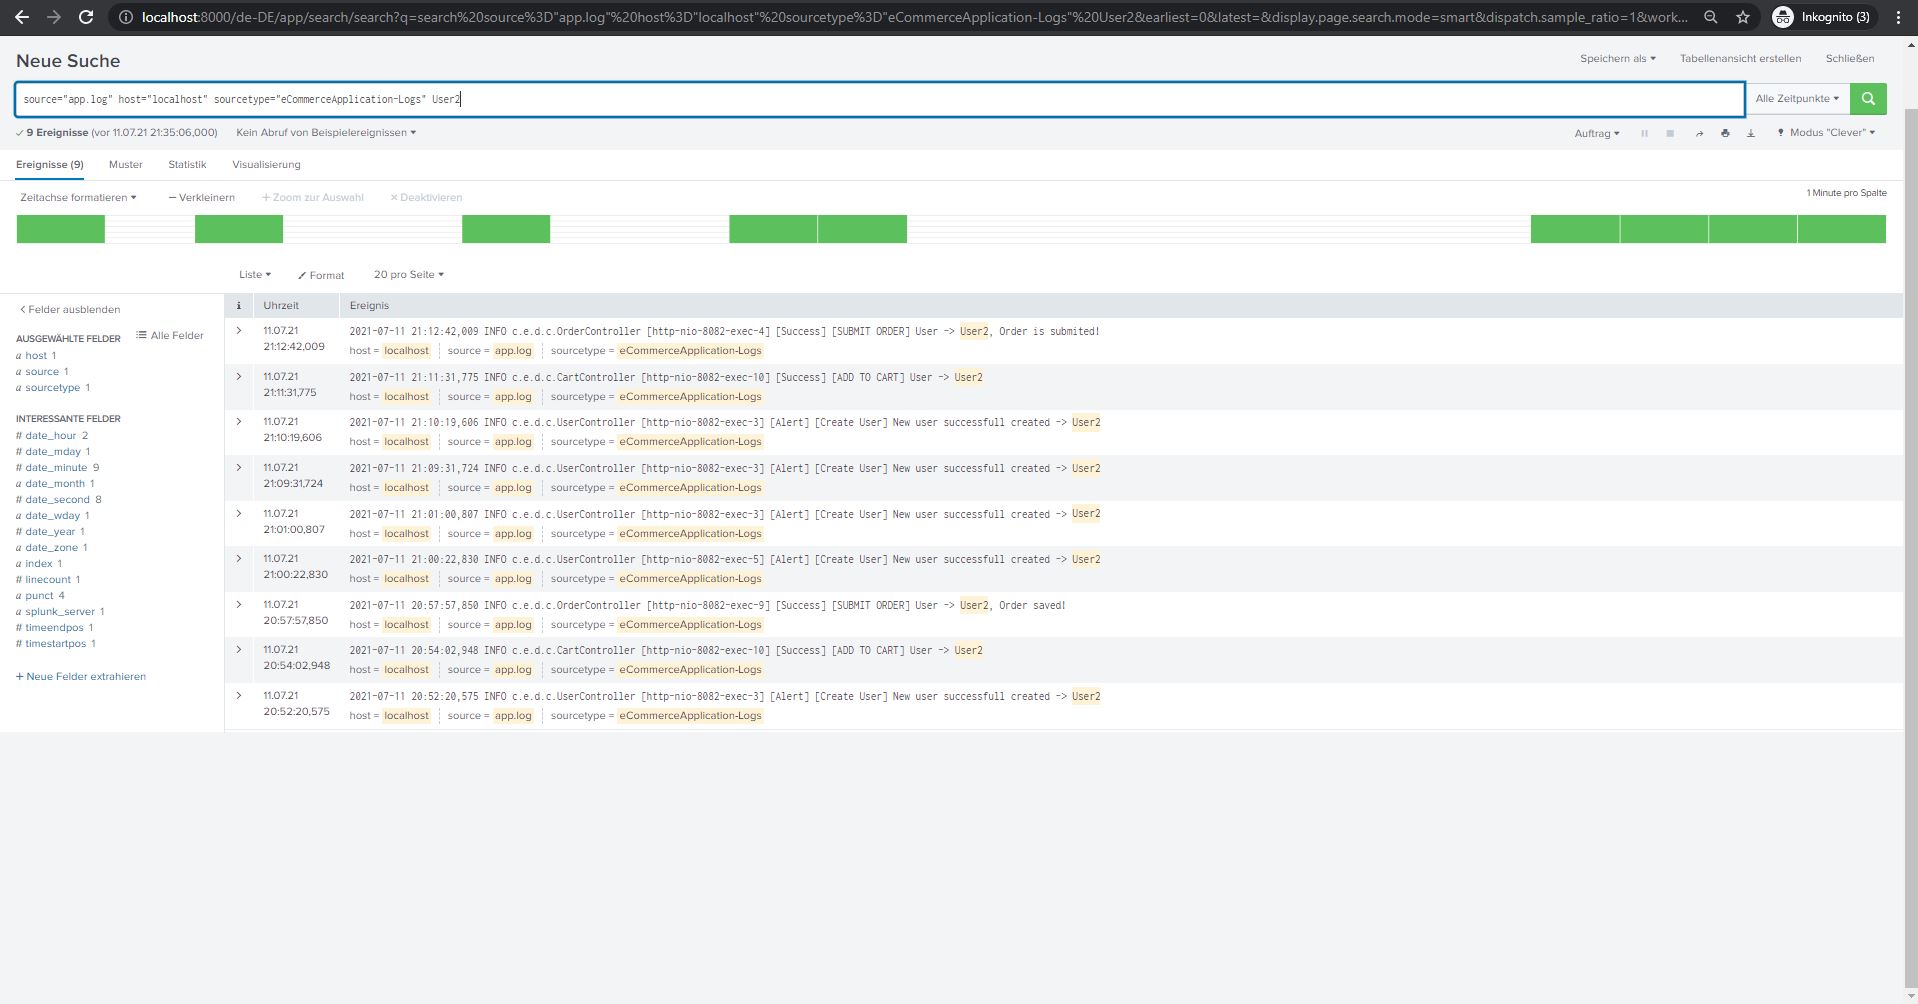 localhost:8000/de-DE/app/search/search?q=search%20source%3D"app.log"%20host%3D"localhost"%20sourcetype%3D"eCommerceApplication-Logs"%20User2&earliest=0&latest=&display.page.search.mode=smart&dispatch.sample_ratio=1&work... Inkognito (3)
Neue Suche Speichern als Tabellenansicht erstellen Schließen
source="app.log" host="localhost" sourcetype="eCommerceApplication-Logs" User2 Alle Zeitpunkte
✓ 9 Ereignisse (vor 11.07.21 21:35:06,000) Kein Abruf von Beispielereignissen Auftrag Modus "Clever"
Ereignisse (9) Muster Statistik Visualisierung
Zeitachse formatieren — Verkleinern + Zoom zur Auswahl × Deaktivieren 1 Minute pro Spalte
Liste Format 20 pro Seite
< Felder ausblenden
Alle Felder
AUSGEWÄHLTE FELDER
a host 1
a source 1
a sourcetype 1
INTERESSANTE FELDER
# date_hour 2
# date_mday 1
# date_minute 9
# date_month 1
# date_second 8
a date_wday 1
# date_year 1
a date_zone 1
a index 1
# linecount 1
a punct 4
a splunk_server 1
# timeendpos 1
# timestartpos 1
+ Neue Felder extrahieren
i Uhrzeit Ereignis
> 11.07.21 2021-07-11 21:12:42,009 INFO c.e.d.c.OrderController [http-nio-8082-exec-4] [Success] [SUBMIT ORDER] User -> User2, Order is submited!
21:12:42,009 host = localhost source = app.log sourcetype = eCommerceApplication-Logs
> 11.07.21 2021-07-11 21:11:31,775 INFO c.e.d.c.CartController [http-nio-8082-exec-10] [Success] [ADD TO CART] User -> User2
21:11:31,775 host = localhost source = app.log sourcetype = eCommerceApplication-Logs
> 11.07.21 2021-07-11 21:10:19,606 INFO c.e.d.c.UserController [http-nio-8082-exec-3] [Alert] [Create User] New user successfull created -> User2
21:10:19,606 host = localhost source = app.log sourcetype = eCommerceApplication-Logs
> 11.07.21 2021-07-11 21:09:31,724 INFO c.e.d.c.UserController [http-nio-8082-exec-3] [Alert] [Create User] New user successfull created -> User2
21:09:31,724 host = localhost source = app.log sourcetype = eCommerceApplication-Logs
> 11.07.21 2021-07-11 21:01:00,807 INFO c.e.d.c.UserController [http-nio-8082-exec-3] [Alert] [Create User] New user successfull created -> User2
21:01:00,807 host = localhost source = app.log sourcetype = eCommerceApplication-Logs
> 11.07.21 2021-07-11 21:00:22,830 INFO c.e.d.c.UserController [http-nio-8082-exec-5] [Alert] [Create User] New user successfull created -> User2
21:00:22,830 host = localhost source = app.log sourcetype = eCommerceApplication-Logs
> 11.07.21 2021-07-11 20:57:57,850 INFO c.e.d.c.OrderController [http-nio-8082-exec-9] [Success] [SUBMIT ORDER] User -> User2, Order saved!
20:57:57,850 host = localhost source = app.log sourcetype = eCommerceApplication-Logs
> 11.07.21 2021-07-11 20:54:02,948 INFO c.e.d.c.CartController [http-nio-8082-exec-10] [Success] [ADD TO CART] User -> User2
20:54:02,948 host = localhost source = app.log sourcetype = eCommerceApplication-Logs
> 11.07.21 2021-07-11 20:52:20,575 INFO c.e.d.c.UserController [http-nio-8082-exec-3] [Alert] [Create User] New user successfull created -> User2
20:52:20,575 host = localhost source = app.log sourcetype = eCommerceApplication-Logs